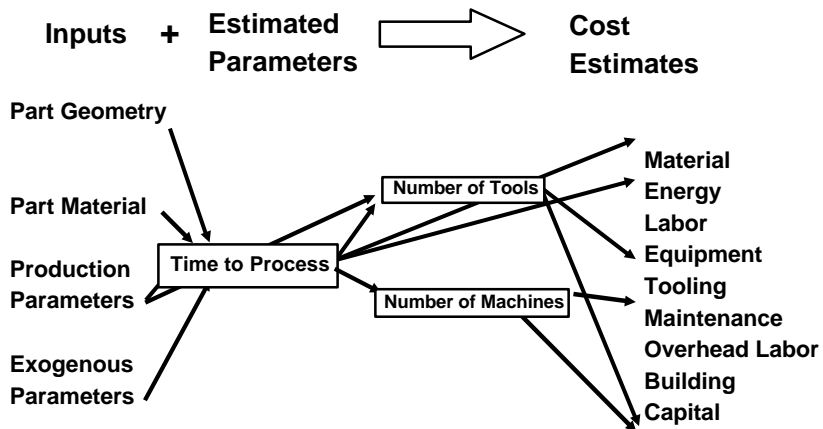 Inputs + Estimated
Parameters
Cost
Estimates
Part Geometry
Part Material
Production
Parameters
Exogenous
Parameters
Time to Process
Number of Tools
Number of Machines
Material
Energy
Labor
Equipment
Tooling
Maintenance
Overhead Labor
Building
Capital